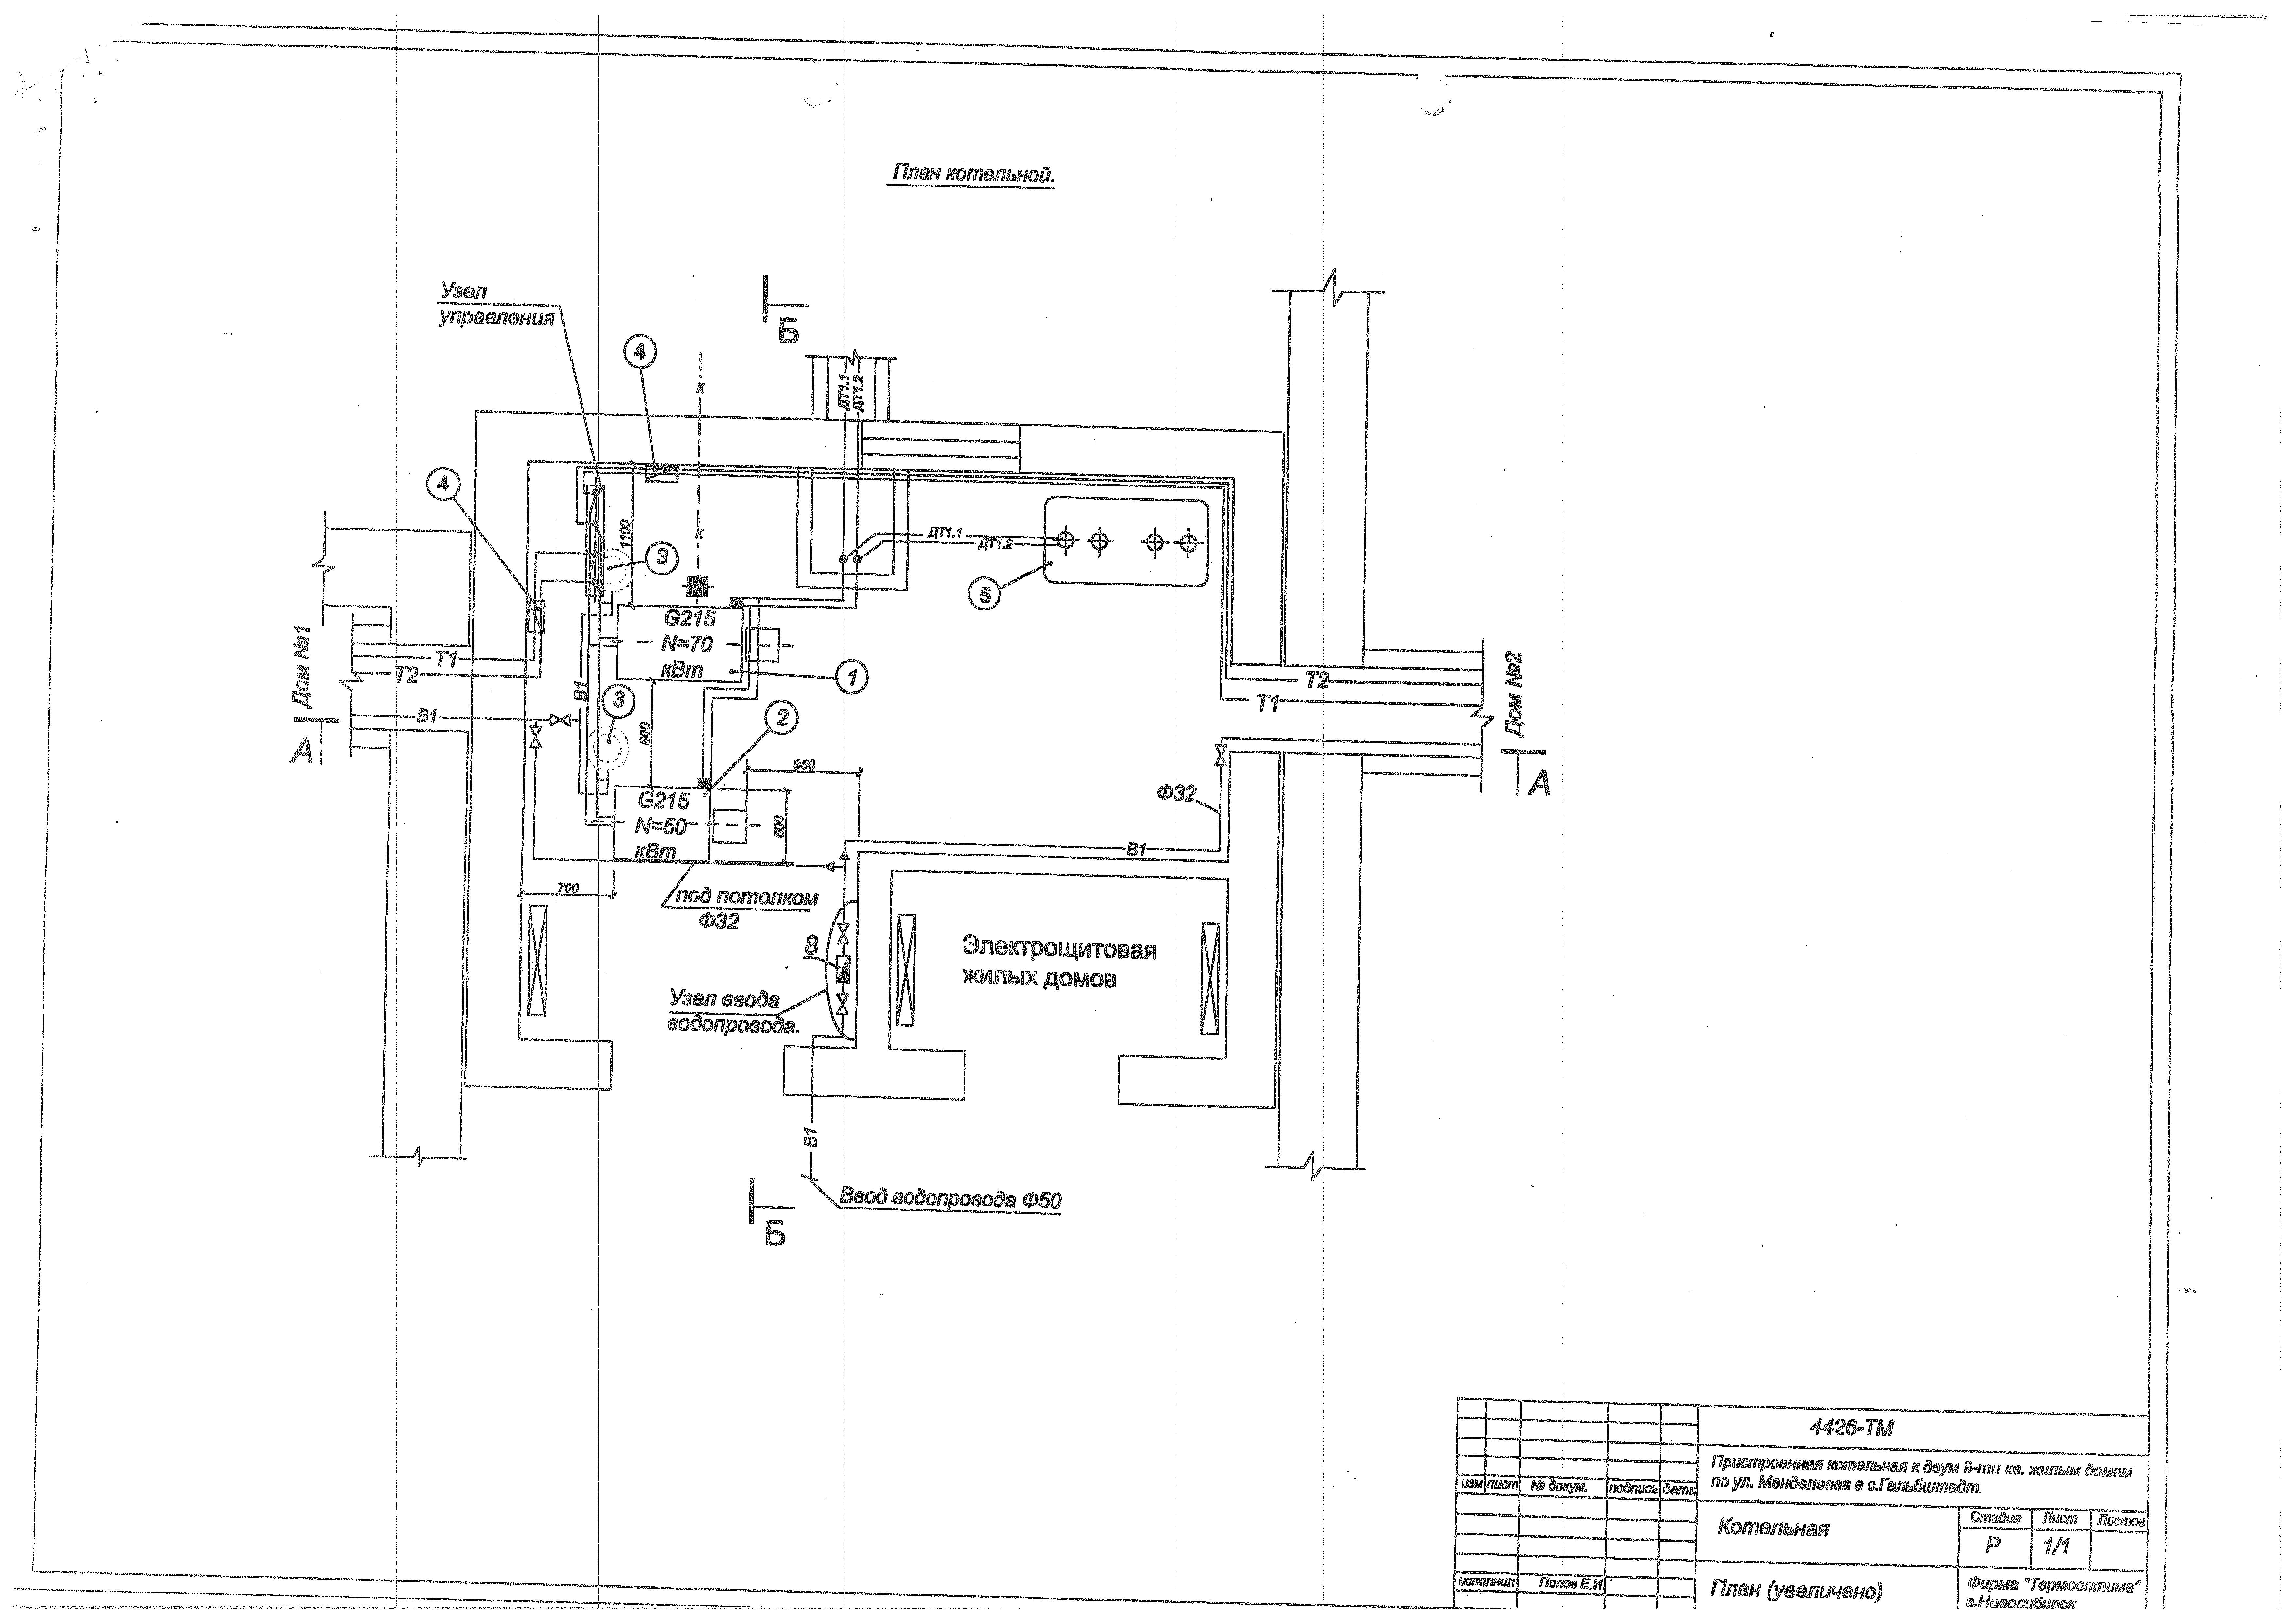 План котельной.
Узел
управления
Б
4
К
ДТ1.1
ДТ1.2
4
К
1100
3
ДТ1.1
ДТ1.2
5
G215
N=70
кВт
1
Дом №1
Т1
Т2
В1
В1
А
3
800
2
Т2
Т1
Дом №2
А
950
Ф32
G215
N=50
кВт
600
В1
700
под потолком
Ф32
8
Электрощитовая
жилых домов
Узел ввода
водопровода.
В1
Ввод водопровода Ф50
Б
4426-ТМ
Пристроенная котельная к двум 9-ти кв. жилым домам
по ул. Менделеева в с.Гальбштадт.
изм лист № докум. подпись дата
Котельная
Стадия Лист Листов
Р 1/1
исполнил Попов Е.И.
План (увеличено)
Фирма "Термооптима"
г.Новосибирск